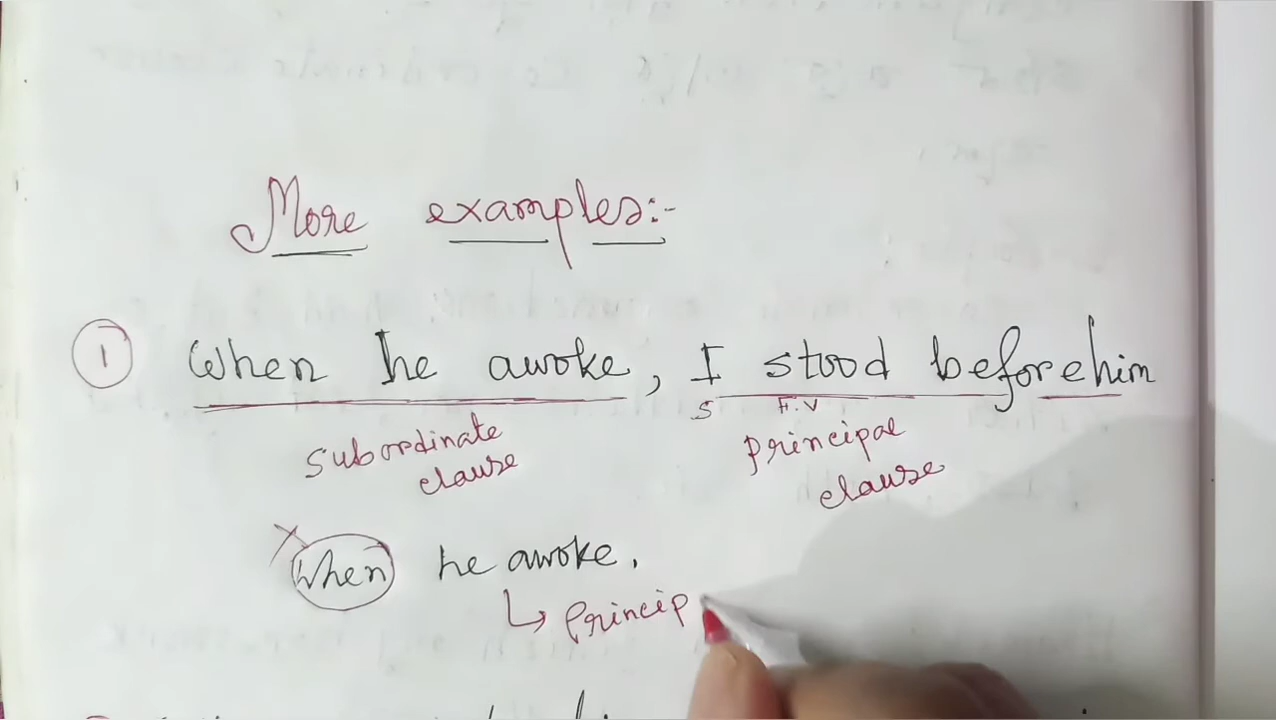 More examples:-
1 When he awoke, I stood before him
S F.V
subordinate clause
principal clause
X When he awoke.
↳ Princip